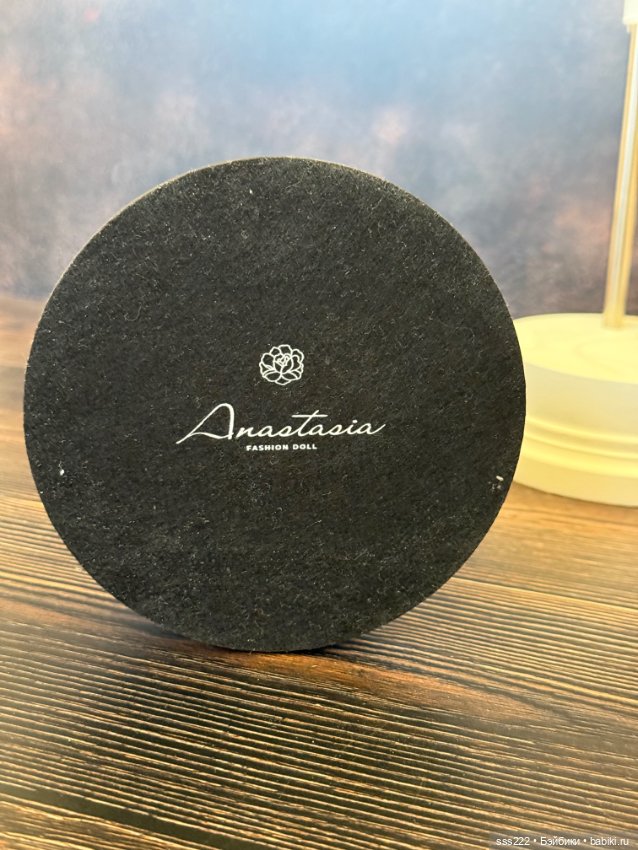 Anastasia
FASHION DOLL
sss222 • Бэйбики • babiki.ru